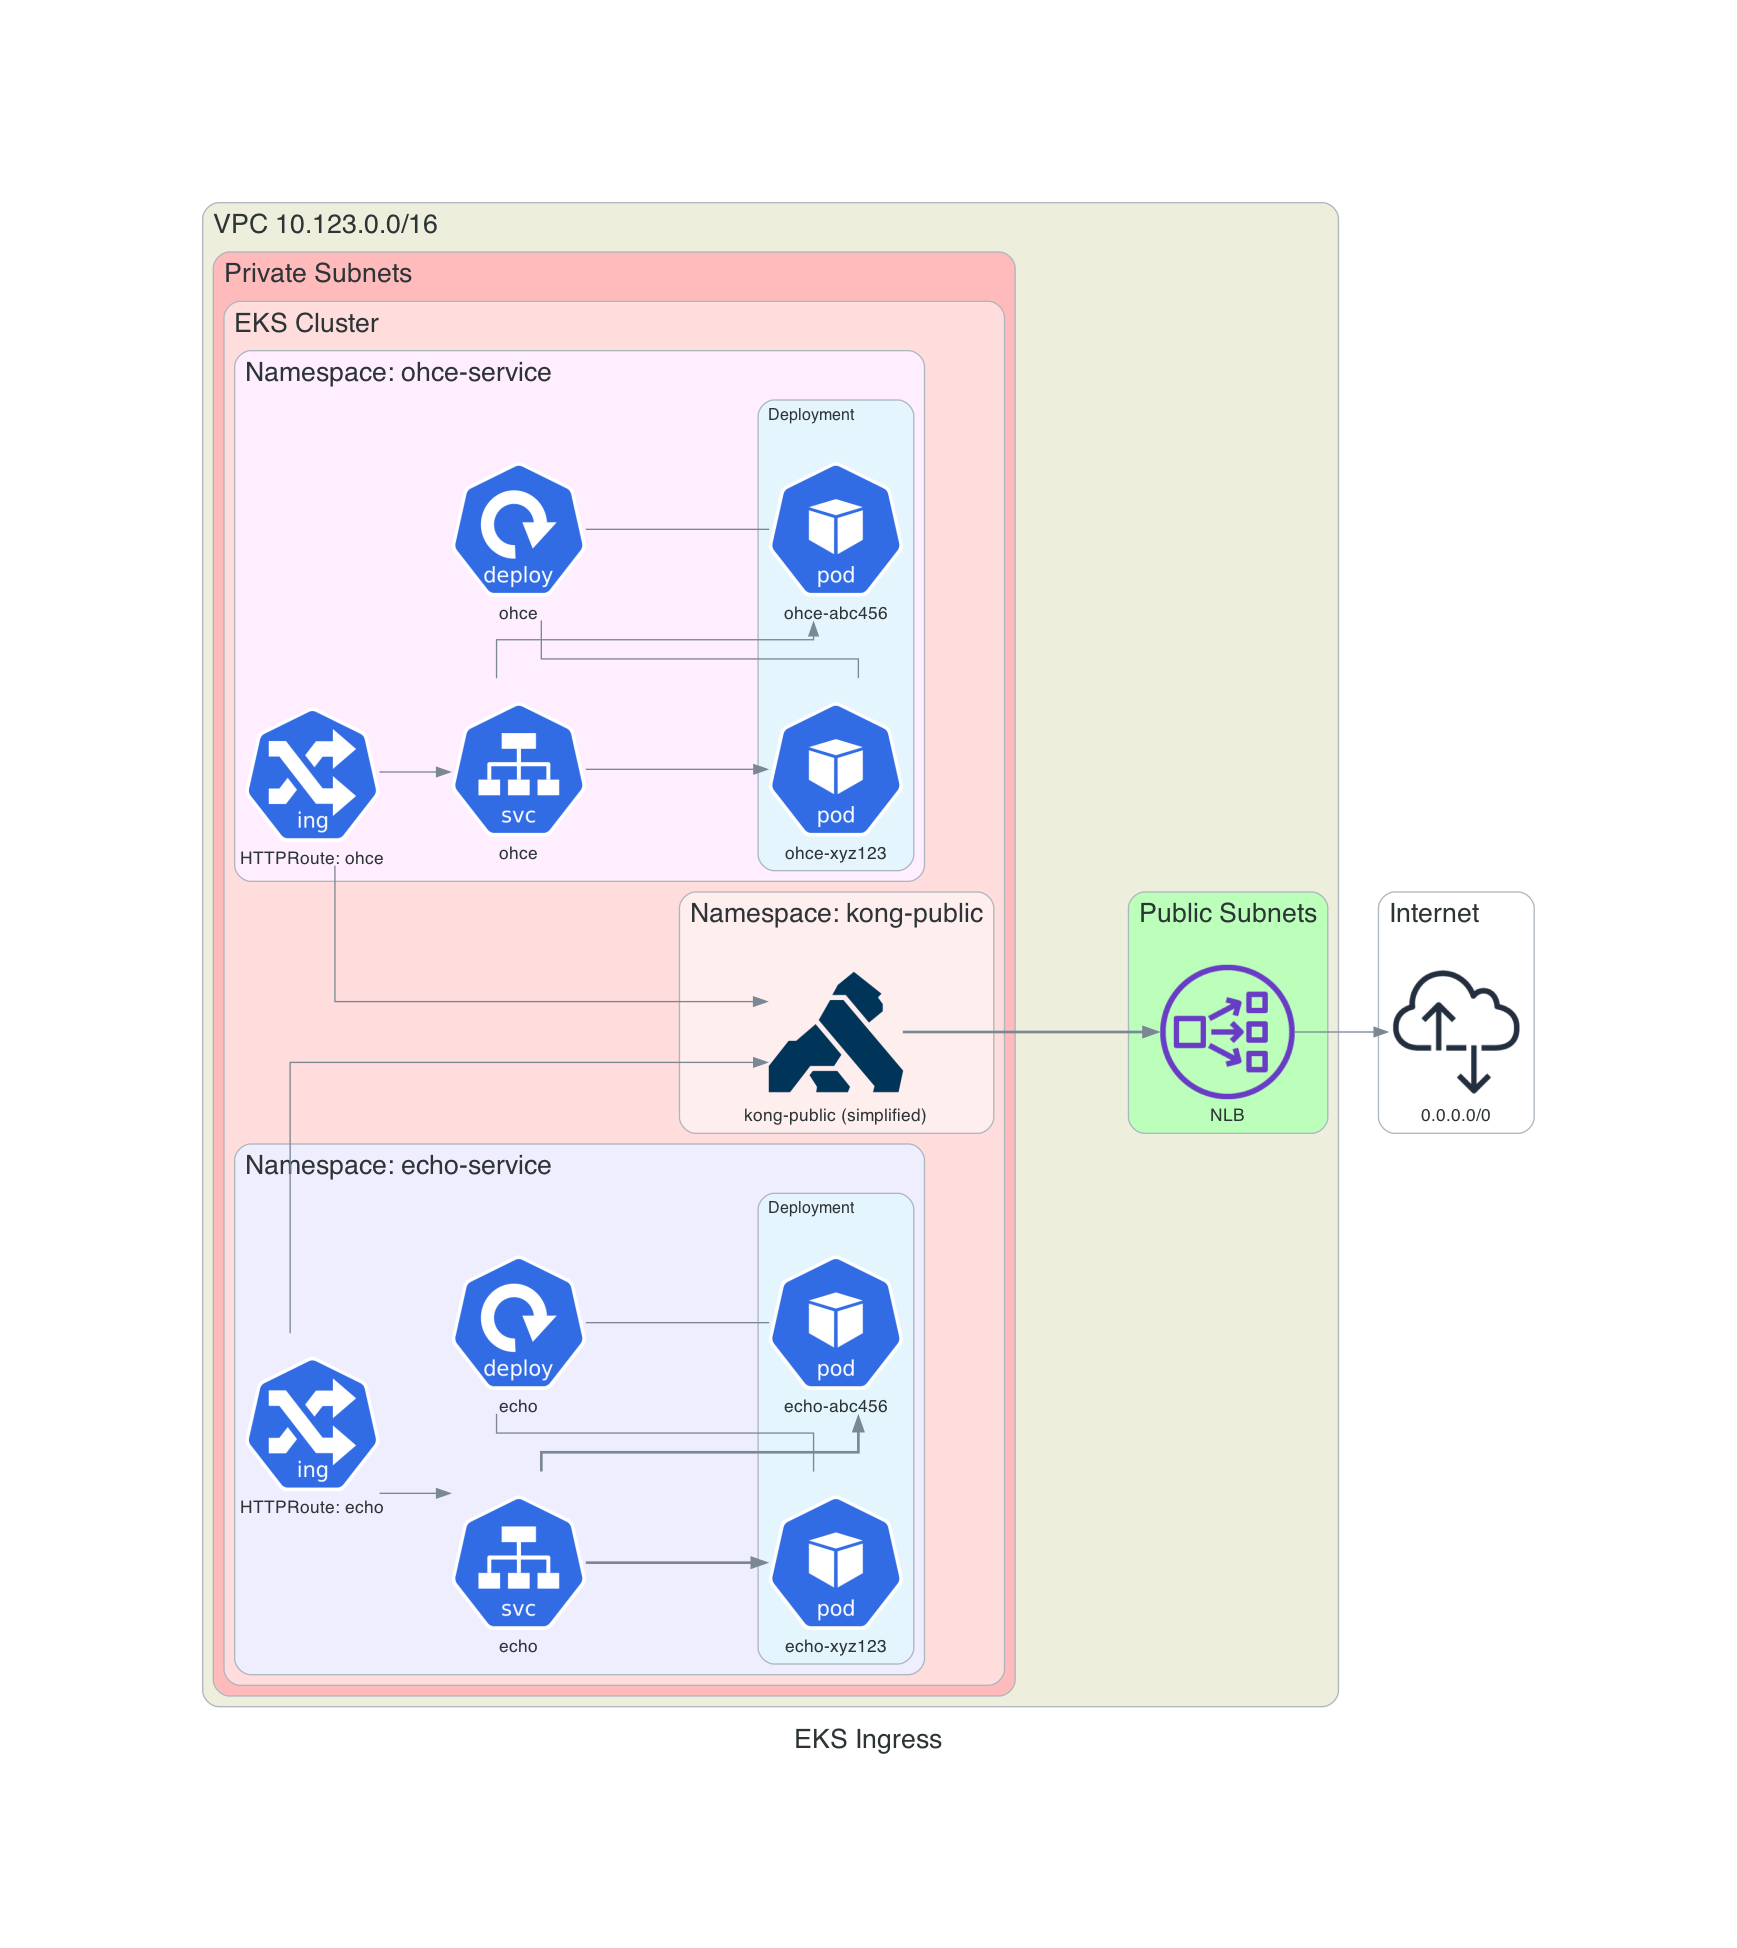 VPC 10.123.0.0/16
Private Subnets
EKS Cluster
Namespace: ohce-service
Deployment
deploy
ohce
pod
ohce-abc456
ing
HTTPRoute: ohce
svc
ohce
pod
ohce-xyz123
Namespace: kong-public
kong-public (simplified)
Public Subnets
NLB
Internet
0.0.0.0/0
Namespace: echo-service
Deployment
deploy
echo
pod
echo-abc456
ing
HTTPRoute: echo
svc
echo
pod
echo-xyz123
EKS Ingress